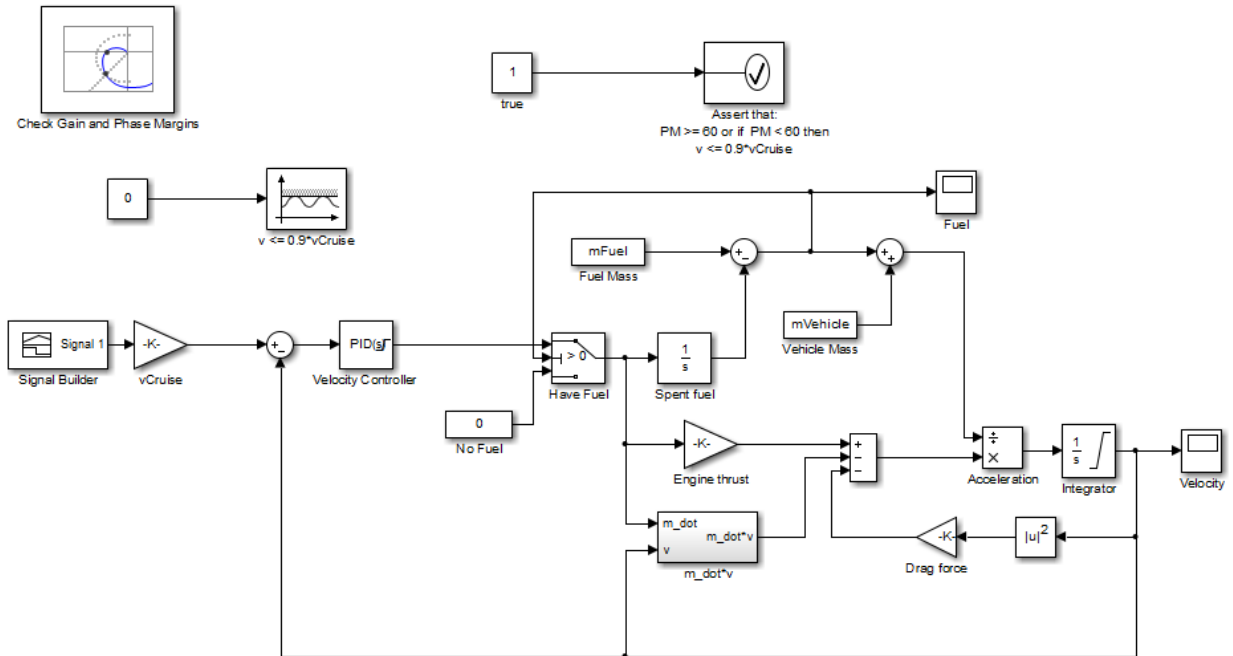 Check Gain and Phase Margins
1
true
Assert that:
PM >= 60 or if PM < 60 then
v <= 0.9*vCruise
0
v <= 0.9*vCruise
Fuel
mFuel
Fuel Mass
+
-
+
+
mVehicle
Vehicle Mass
Signal 1
Signal Builder
-K-
vCruise
+
-
PID(s)
Velocity Controller
> 0
Have Fuel
1
s
Spent fuel
0
No Fuel
-K-
Engine thrust
+
-
-
÷
×
Acceleration
1
s
Integrator
Velocity
m_dot
v
m_dot*v
m_dot*v
-K-
Drag force
|u|²